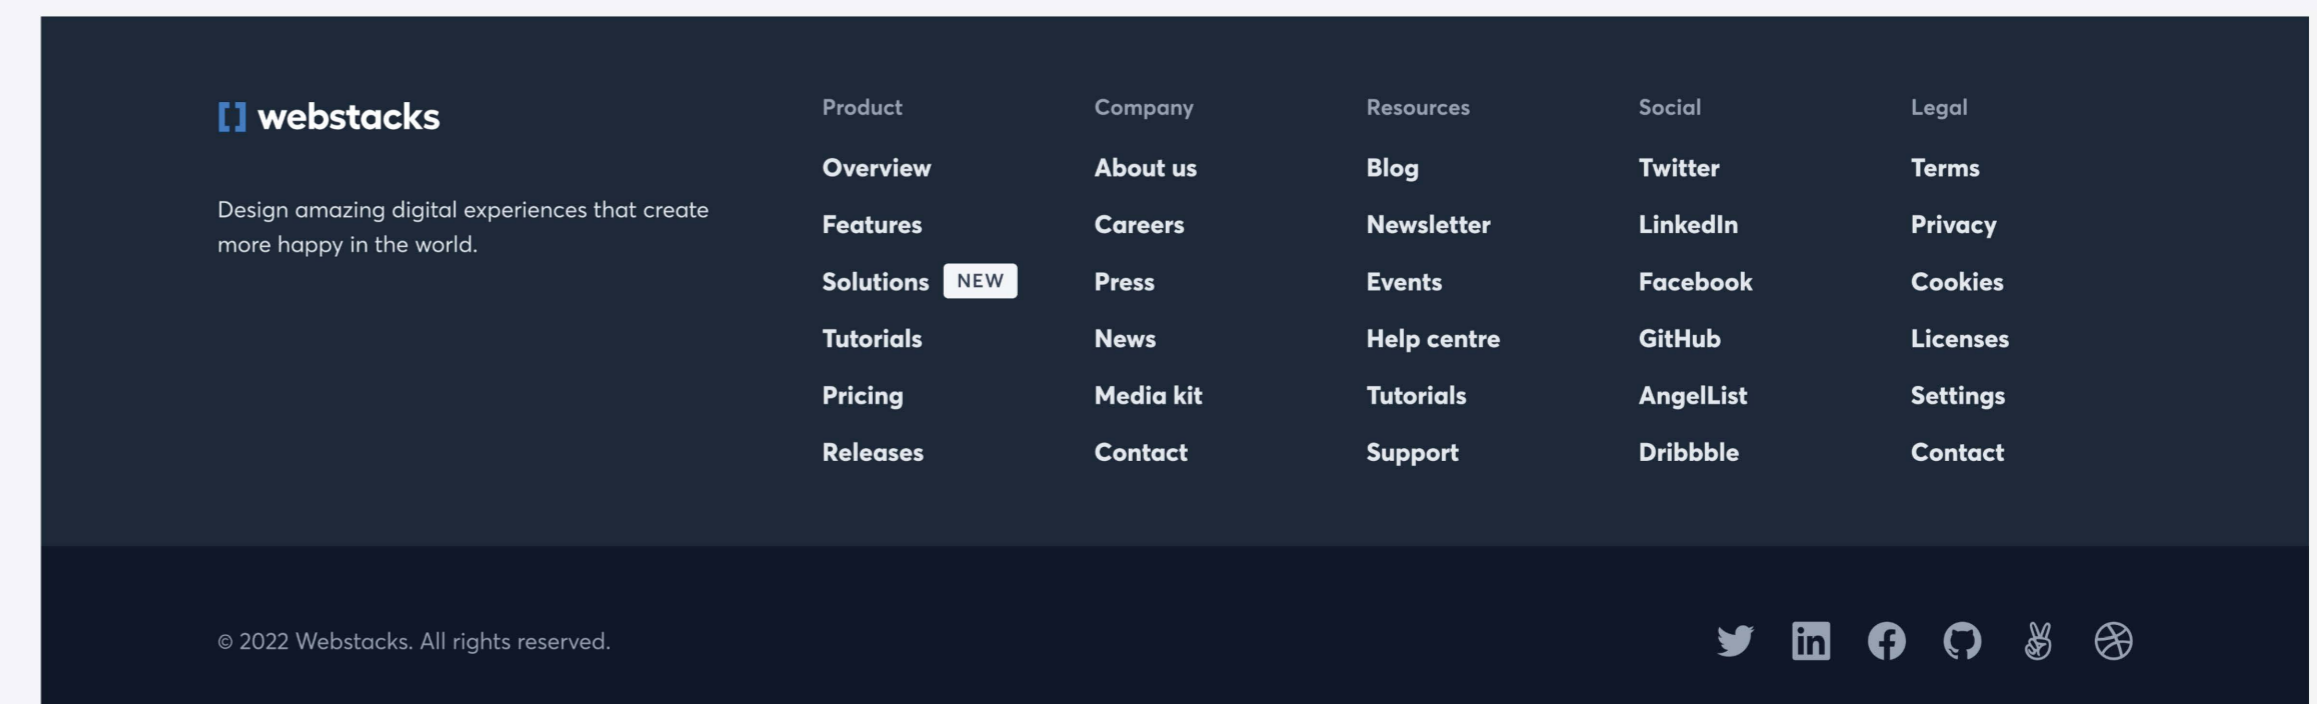 webstacks
Design amazing digital experiences that create
more happy in the world.
Product
Overview
Features
Solutions NEW
Tutorials
Pricing
Releases
Company
About us
Careers
Press
News
Media kit
Contact
Resources
Blog
Newsletter
Events
Help centre
Tutorials
Support
Social
Twitter
LinkedIn
Facebook
GitHub
AngelList
Dribbble
Legal
Terms
Privacy
Cookies
Licenses
Settings
Contact
© 2022 Webstacks. All rights reserved.